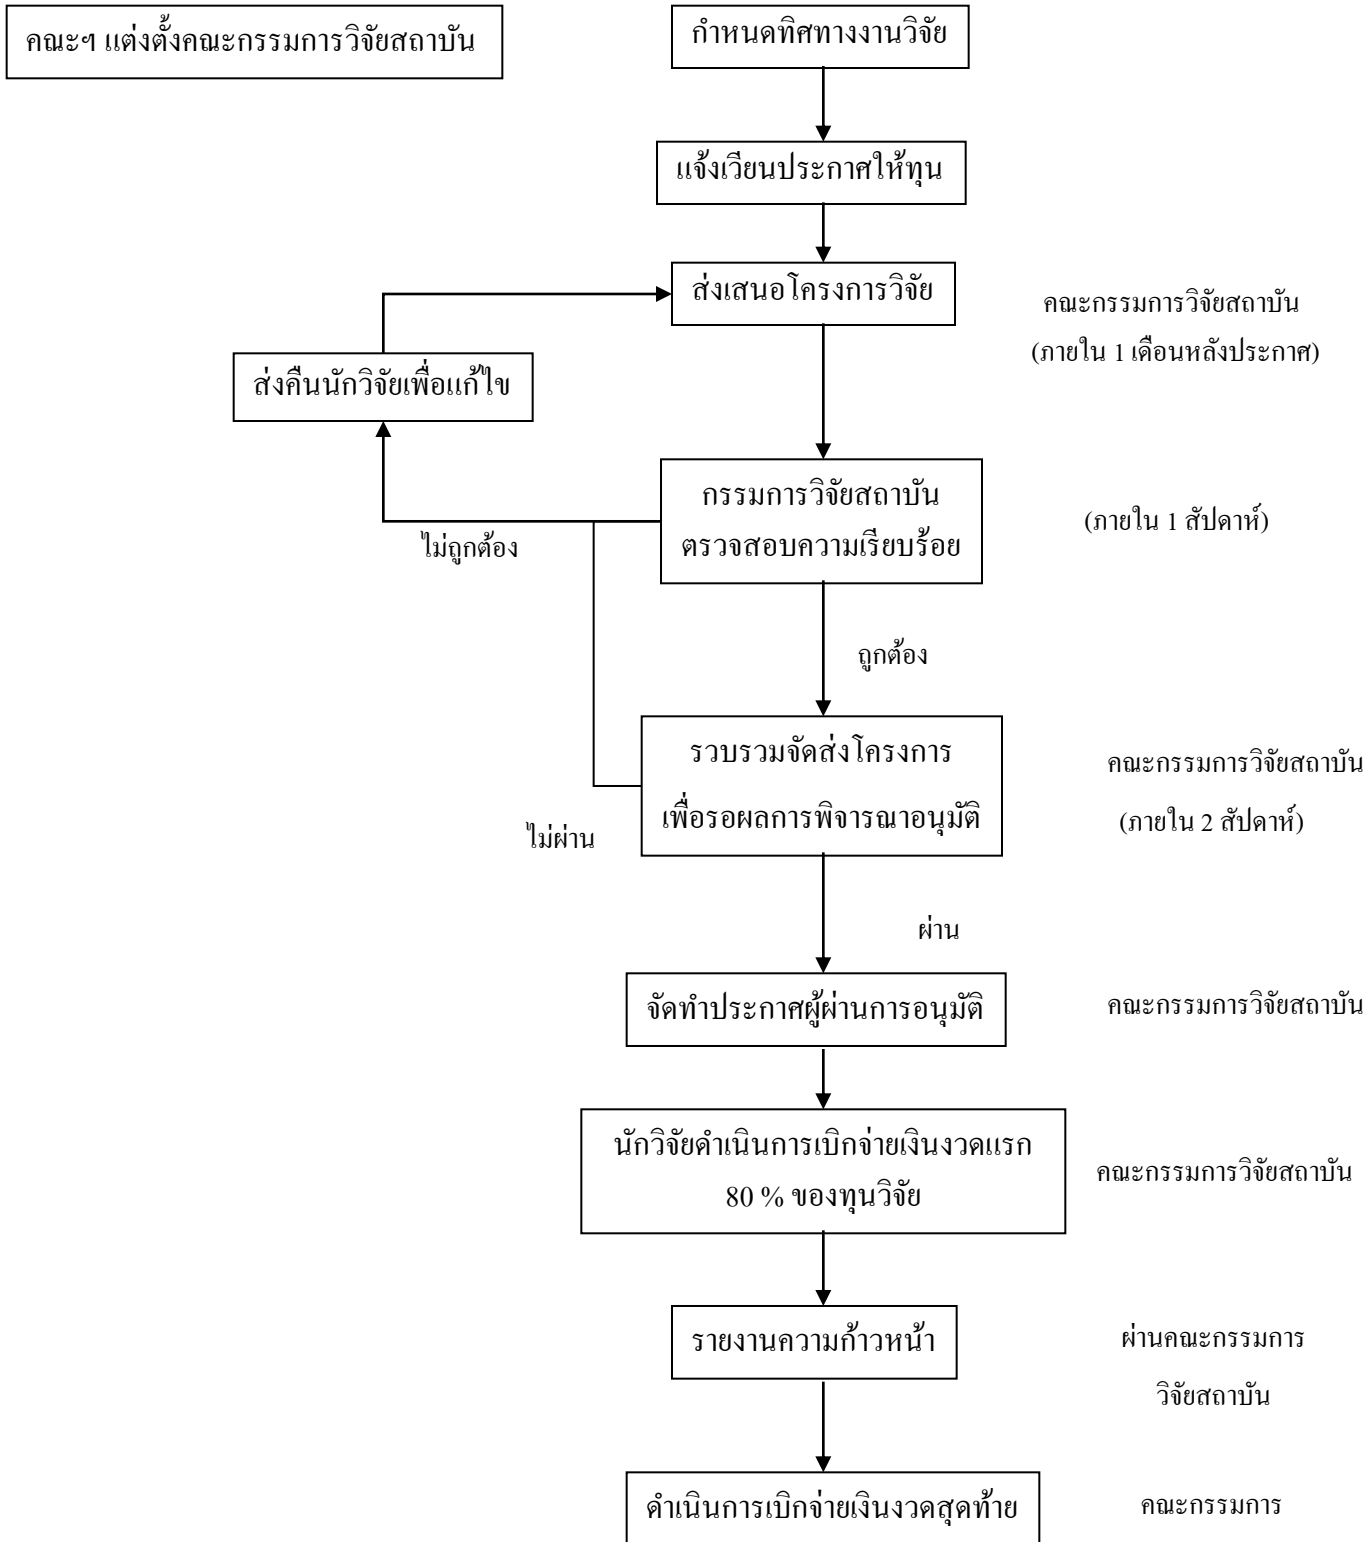 คณะฯ แต่งตั้งคณะกรรมการวิจัยสถาบัน
กำหนดทิศทางงานวิจัย
แจ้งเวียนประกาศให้ทุน
ส่งเสนอโครงการวิจัย
คณะกรรมการวิจัยสถาบัน
(ภายใน 1 เดือนหลังประกาศ)
ส่งคืนนักวิจัยเพื่อแก้ไข
กรรมการวิจัยสถาบัน
ตรวจสอบความเรียบร้อย
(ภายใน 1 สัปดาห์)
ไม่ถูกต้อง
ถูกต้อง
รวบรวมจัดส่งโครงการ
เพื่อรอผลการพิจารณาอนุมัติ
คณะกรรมการวิจัยสถาบัน
(ภายใน 2 สัปดาห์)
ไม่ผ่าน
ผ่าน
จัดทำประกาศผู้ผ่านการอนุมัติ
คณะกรรมการวิจัยสถาบัน
นักวิจัยดำเนินการเบิกจ่ายเงินงวดแรก
80 % ของทุนวิจัย
คณะกรรมการวิจัยสถาบัน
รายงานความก้าวหน้า
ผ่านคณะกรรมการ
วิจัยสถาบัน
ดำเนินการเบิกจ่ายเงินงวดสุดท้าย
คณะกรรมการ